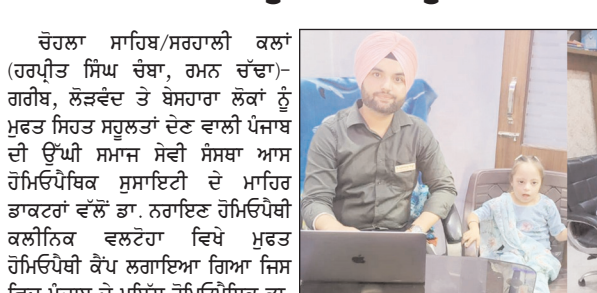 ਚੋਹਲਾ ਸਾਹਿਬ/ਸਰਹਾਲੀ ਕਲਾਂ
(ਹਰਪ੍ਰੀਤ ਸਿੰਘ ਚੰਬਾ, ਰਮਨ ਚੱਢਾ)-
ਗਰੀਬ, ਲੋੜਵੰਦ ਤੇ ਬੇਸਹਾਰਾ ਲੋਕਾਂ ਨੂੰ
ਮੁਫਤ ਸਿਹਤ ਸਹੂਲਤਾਂ ਦੇਣ ਵਾਲੀ ਪੰਜਾਬ
ਦੀ ਉੱਘੀ ਸਮਾਜ ਸੇਵੀ ਸੰਸਥਾ ਆਸ
ਹੋਮਿਓਪੈਥਿਕ ਸੁਸਾਇਟੀ ਦੇ ਮਾਹਿਰ
ਡਾਕਟਰਾਂ ਵੱਲੋਂ ਡਾ. ਨਰਾਇਣ ਹੋਮਿਓਪੈਥੀ
ਕਲੀਨਿਕ ਵਲਟੋਹਾ ਵਿਖੇ ਮੁਫਤ
ਹੋਮਿਓਪੈਥੀ ਕੈਂਪ ਲਗਾਇਆ ਗਿਆ ਜਿਸ